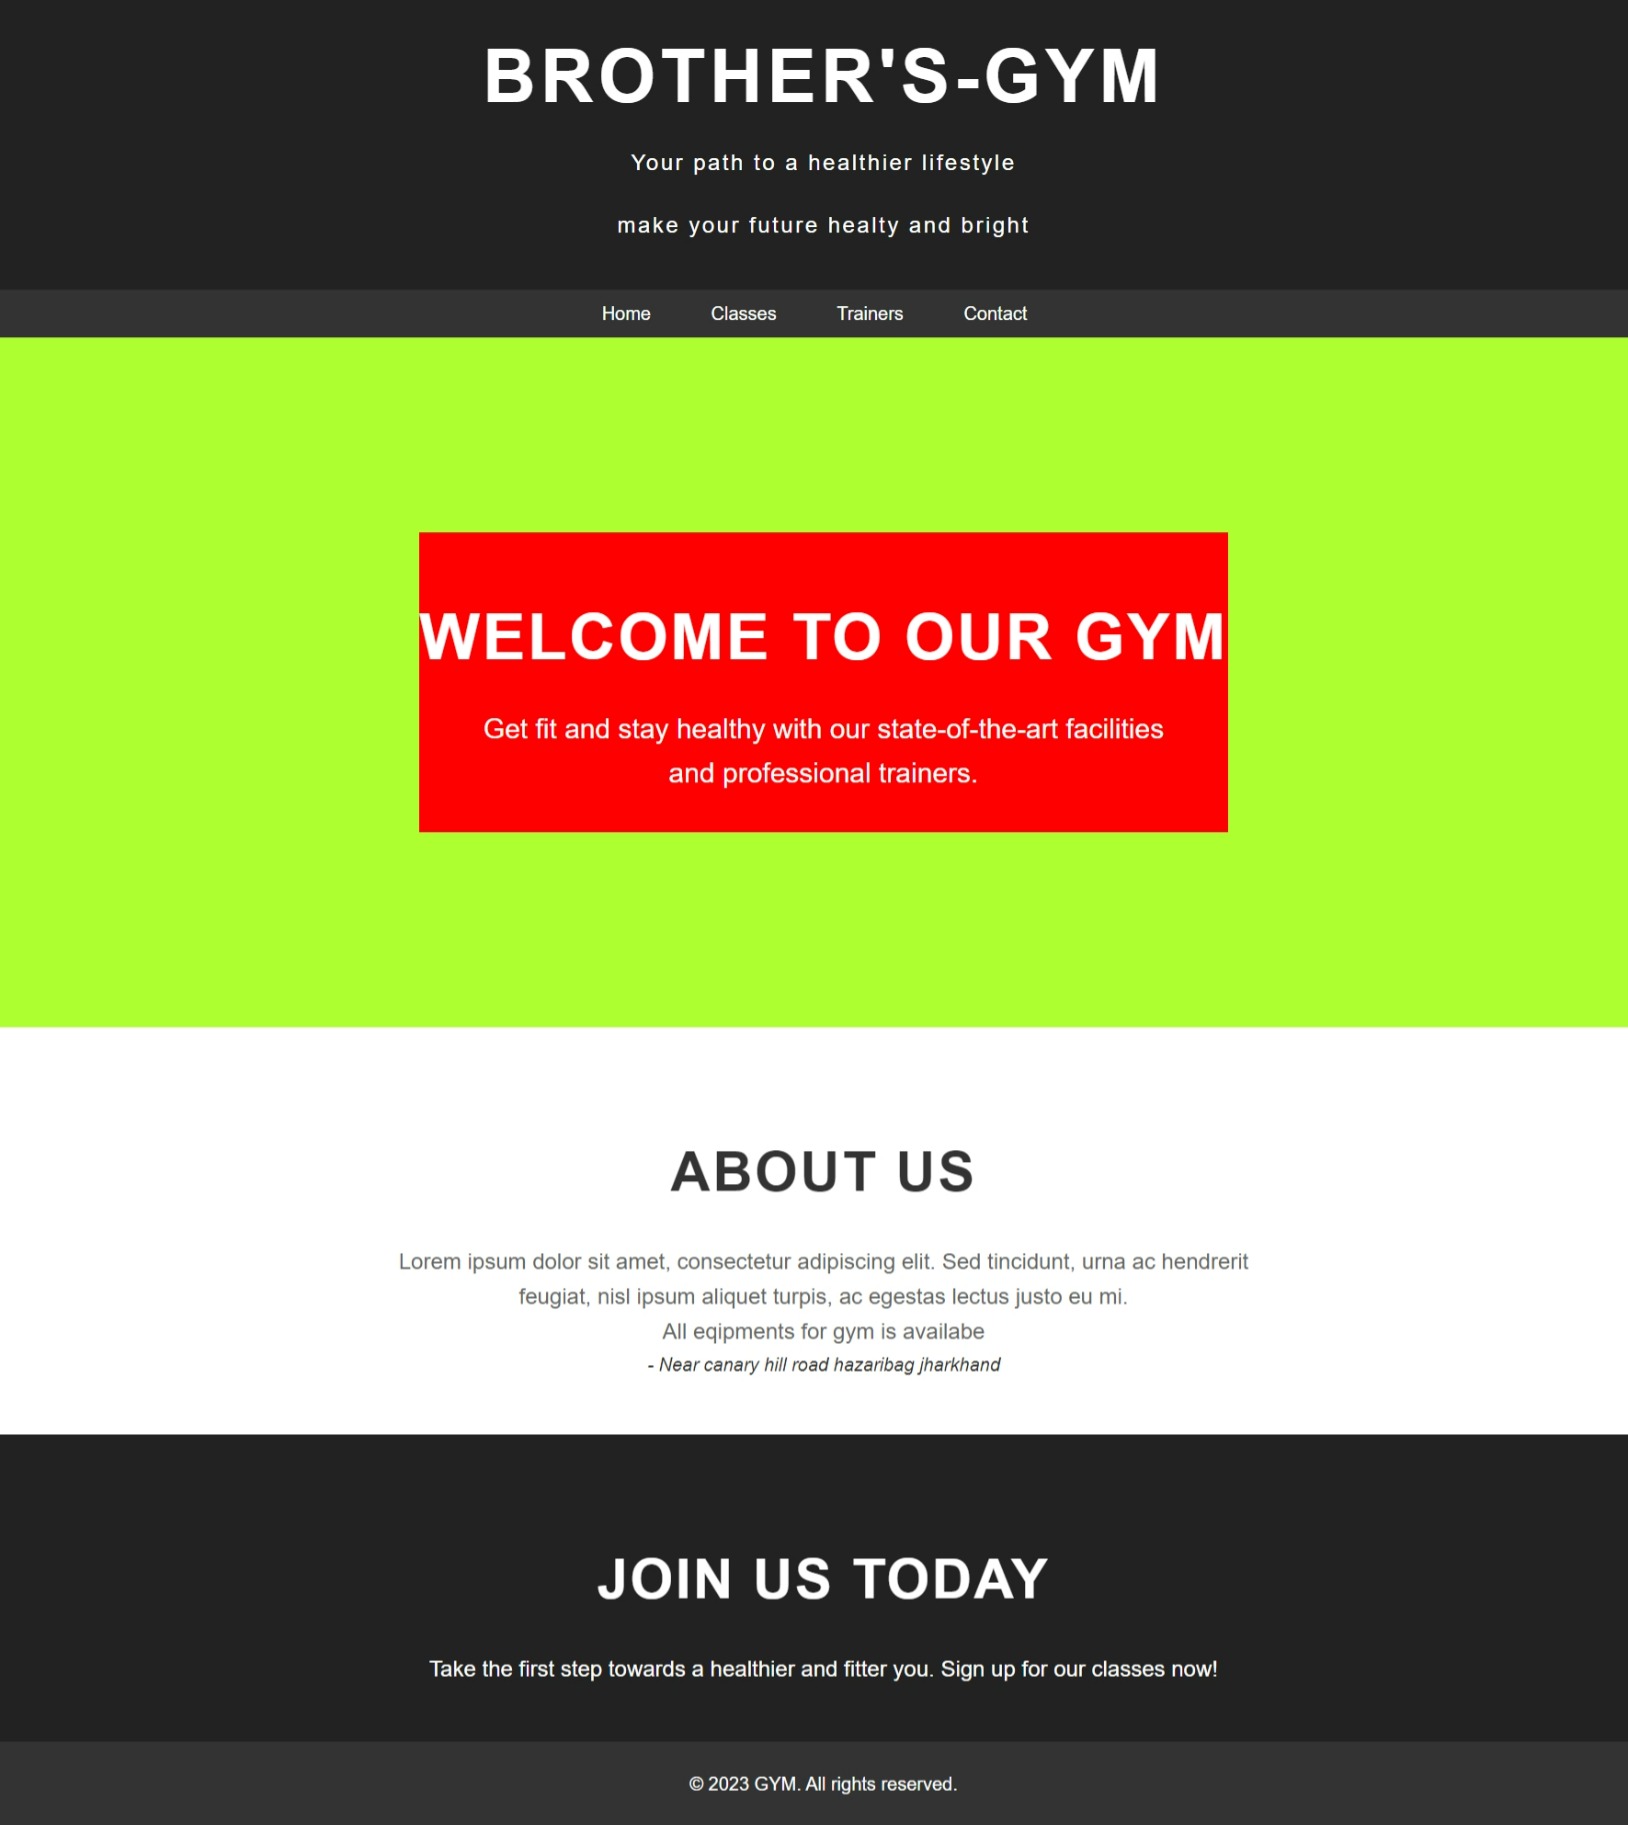 BROTHER'S-GYM
Your path to a healthier lifestyle
make your future healty and bright
Home Classes Trainers Contact
WELCOME TO OUR GYM
Get fit and stay healthy with our state-of-the-art facilities
and professional trainers.
ABOUT US
Lorem ipsum dolor sit amet, consectetur adipiscing elit. Sed tincidunt, urna ac hendrerit
feugiat, nisl ipsum aliquet turpis, ac egestas lectus justo eu mi.
All eqipments for gym is availabe
- Near canary hill road hazaribag jharkhand
JOIN US TODAY
Take the first step towards a healthier and fitter you. Sign up for our classes now!
© 2023 GYM. All rights reserved.